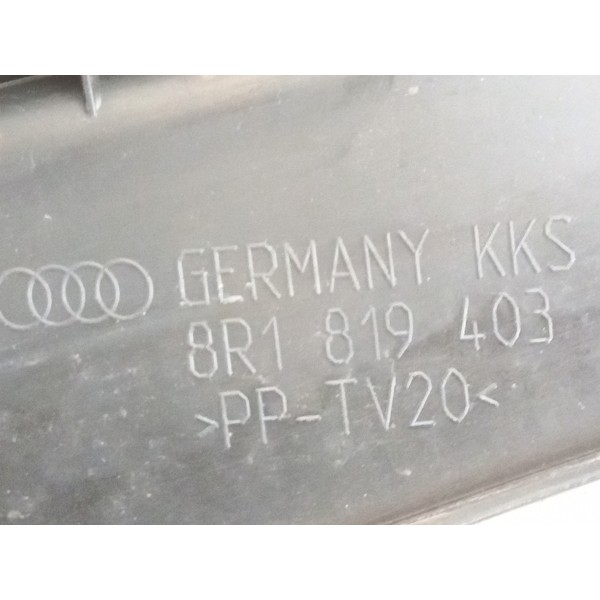 GERMANY KKS
8R1 819 403
>PP-TV20<